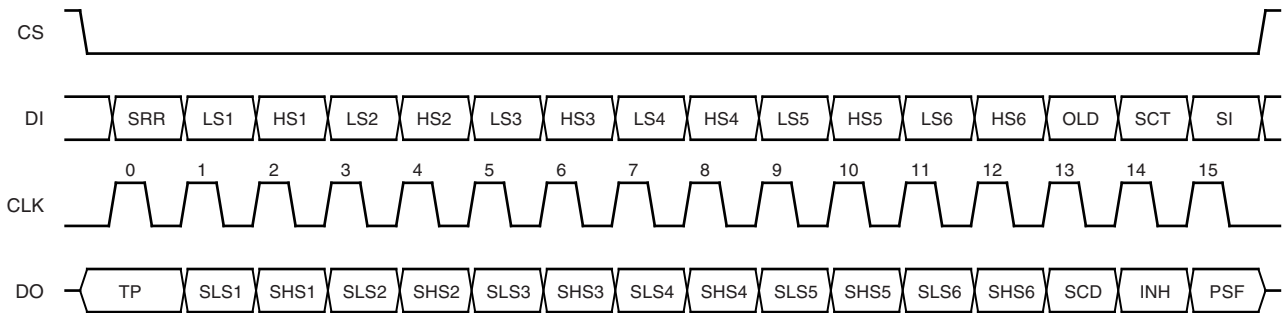 CS
DI SRR LS1 HS1 LS2 HS2 LS3 HS3 LS4 HS4 LS5 HS5 LS6 HS6 OLD SCT SI
0 1 2 3 4 5 6 7 8 9 10 11 12 13 14 15
CLK
DO TP SLS1 SHS1 SLS2 SHS2 SLS3 SHS3 SLS4 SHS4 SLS5 SHS5 SLS6 SHS6 SCD INH PSF